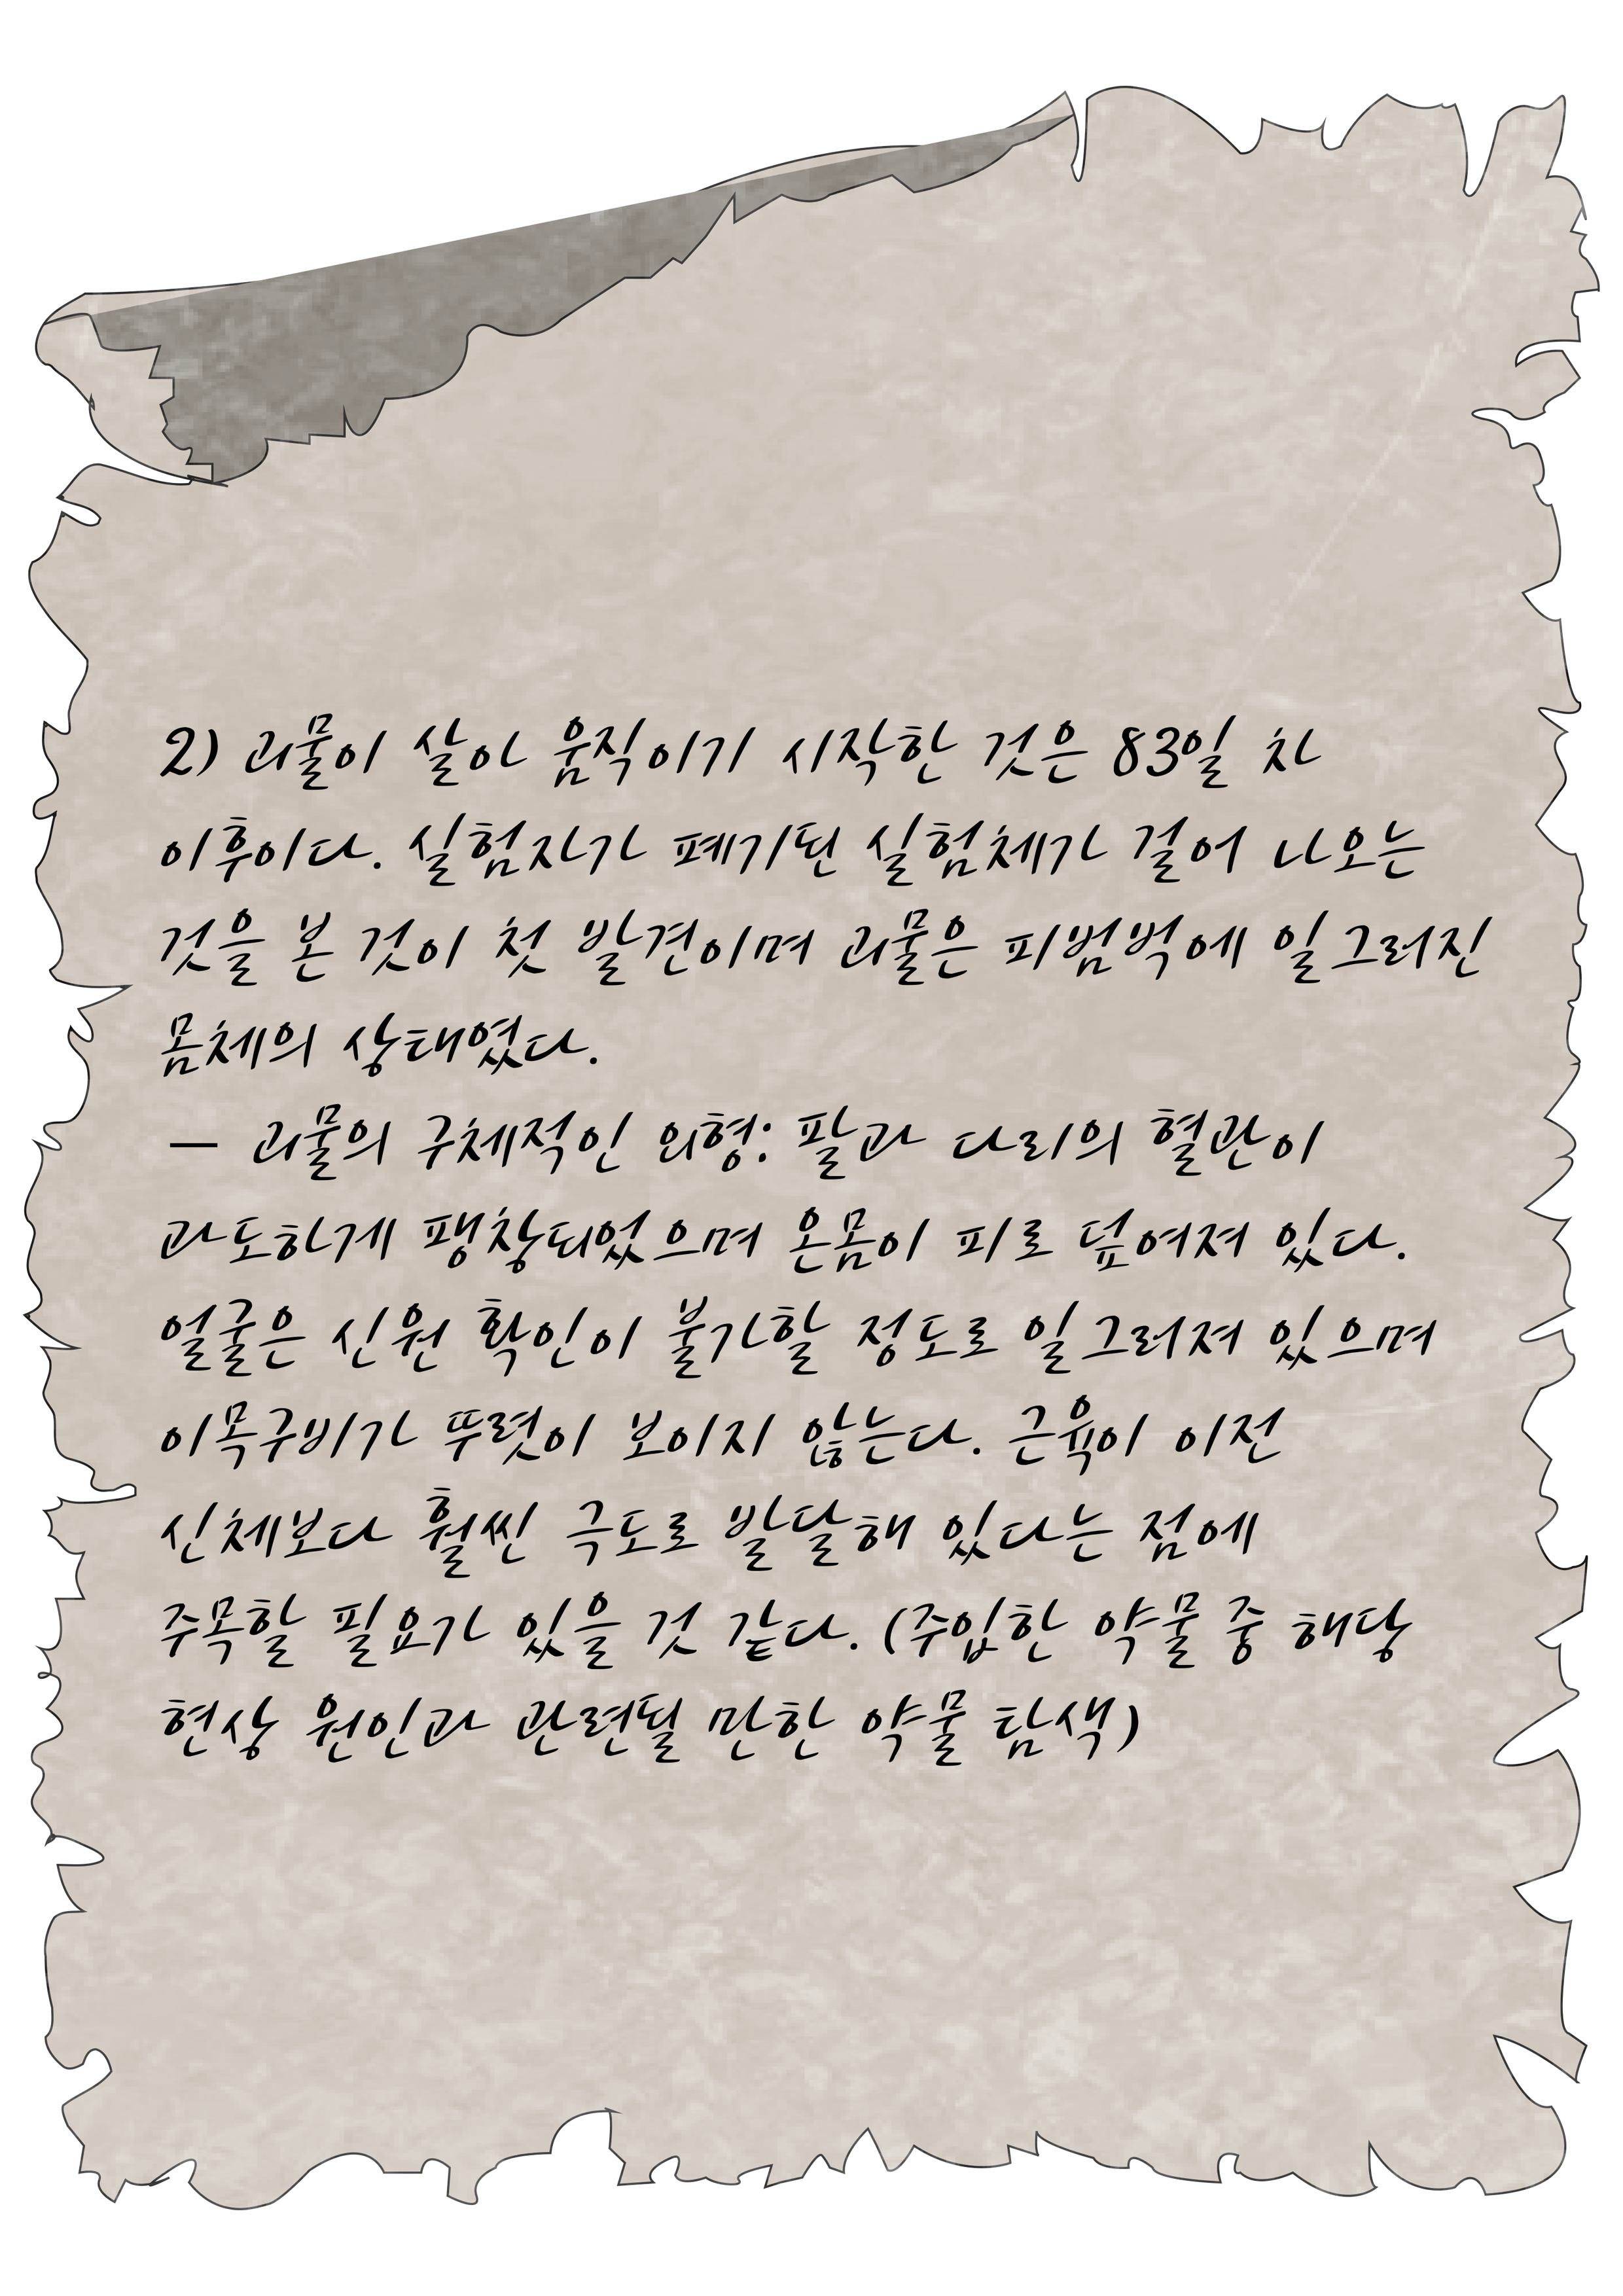 2) 괴물이 살아 움직이기 시작한 것은 83일 차
이후이다. 실험자가 폐기된 실험체가 걸어 나오는
것을 본 것이 첫 발견이며 괴물은 피범벅에 일그러진
몸체의 상태였다.
— 괴물의 구체적인 외형: 팔과 다리의 혈관이
과도하게 팽창되었으며 온몸이 피로 덮여져 있다.
얼굴은 신원 확인이 불가할 정도로 일그러져 있으며
이목구비가 뚜렷이 보이지 않는다. 근육이 이전
신체보다 훨씬 극도로 발달해 있다는 점에
주목할 필요가 있을 것 같다. (주입한 약물 중 해당
현상 원인과 관련될 만한 약물 탐색)